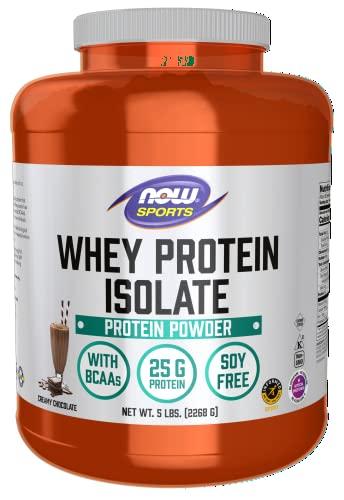 NOW
SPORTS
WHEY PROTEIN
ISOLATE
PROTEIN POWDER
WITH
BCAAs
25 G
PROTEIN
SOY
FREE
CREAMY CHOCOLATE
NET WT. 5 LBS. (2268 G)